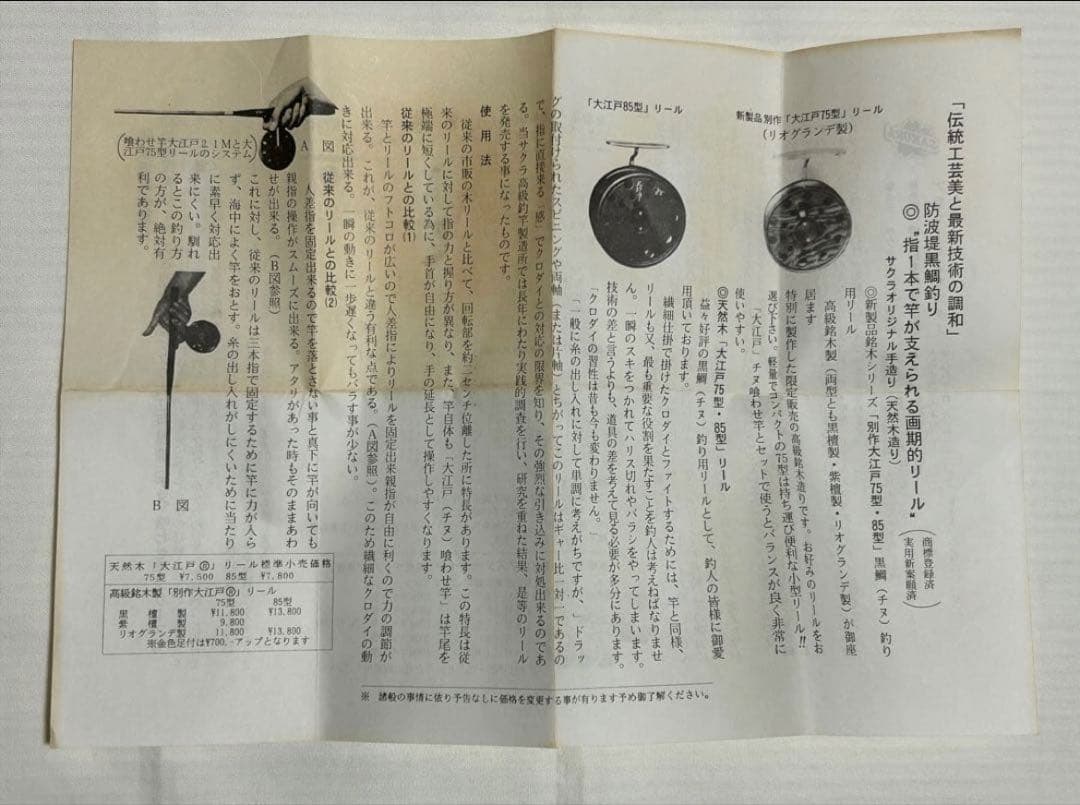 「伝統工芸美と最新技術の調和」
防波堤黒鯛釣り
◎"指1本で竿が支えられる画期的リール"
商標登録済
実用新案願済
サクラオリジナル手造り(天然木造り)
新製品 別作「大江戸75型」リール
(リオグランデ製)
「大江戸85型」リール
◎新製品銘木シリーズ「別作大江戸75型・85型」黒鯛(チヌ)釣り
用リール
高級銘木製(両型とも黒檀製・紫檀製・リオグランデ製)が御座
居ます
特別に製作した限定販売の高級銘木造りです。お好みのリールをお
選び下さい。軽量でコンパクトの75型は持ち運び便利な小型リール!!
「大江戸」チヌ喰わせ竿とセットで使うとバランスが良く非常に
使いやすい。
◎天然木「大江戸75型・85型」リール
益々好評の黒鯛(チヌ)釣り用リールとして、釣人の皆様に御愛
用頂いております。
繊細仕掛で掛けたクロダイとファイトするためには、竿と同様、
リールも又、最も重要な役割を果たすことを釣人は考えねばなりませ
ん。一瞬のスキをつかれてハリス切れやバラシをやってしまいます。
技術の差と言うよりも、道具の差を考えて見る必要が多分にあります。
「クロダイの習性は昔も今も変わりません。」
「一般に糸の出し入れに対して単調に考えがちですが、」ドラッ
グの取付けられたスピニングや両軸(または片軸)とちがってこのリールはギャー比一対一であるの
で、指に直接来る「感」でクロダイとの対応の限界を知り、その強烈な引き込みに対処出来るのであ
る。当サクラ高級釣竿製造所では長年にわたり実践的調査を行い、研究を重ねた結果、是等のリール
を発売する事になったものです。
使用法
従来の市販の木リールと比べて、回転部を約二センチ位離した所に特長があります。この特長は従
来のリールに対して指の力と握り方が異なり、また、竿自体も「大江戸(チヌ)喰わせ竿」は竿尾を
極端に短くしている為に、手首が自由になり、手の延長として操作しやすくなります。
従来のリールとの比較(1)
竿とリールのフトコロが広いので人差指によりリールを固定出来親指が自由に利くので力の調節が
出来る。これが、従来のリールと違う有利な点である。(A図参照)。このため繊細なクロダイの動
きに対応出来る。一瞬の動きに一歩遅くなってもバラす事が少ない。
従来のリールとの比較(2)
人差指を固定出来るので竿を落とさない事と真下に竿が向いても
親指の操作がスムーズに出来る。アタリがあった時もそのままあわ
せが出来る。(B図参照)
これに対し、従来のリールは三本指で固定するために竿に力が入ら
ず、海中によく竿をおとす。糸の出し入れがしにくいために当たり
に素早く対応出
来にくい。馴れ
るとこの釣り方
の方が、絶対有
利であります。
A 図
(喰わせ竿大江戸2.1Mと大
江戸75型リールのシステム)
B 図
天然木「大江戸®」リール標準小売価格
75型 ¥7,500 85型 ¥7,800
高級銘木製「別作大江戸®」リール
75型 85型
黒檀製 ¥11,800 ¥13,800
紫檀製 9,800
リオグランデ製 11,800 ¥13,800
※金色足付は¥700.-アップとなります
※ 諸般の事情に依り予告なしに価格を変更する事が有ります予め御了解ください。